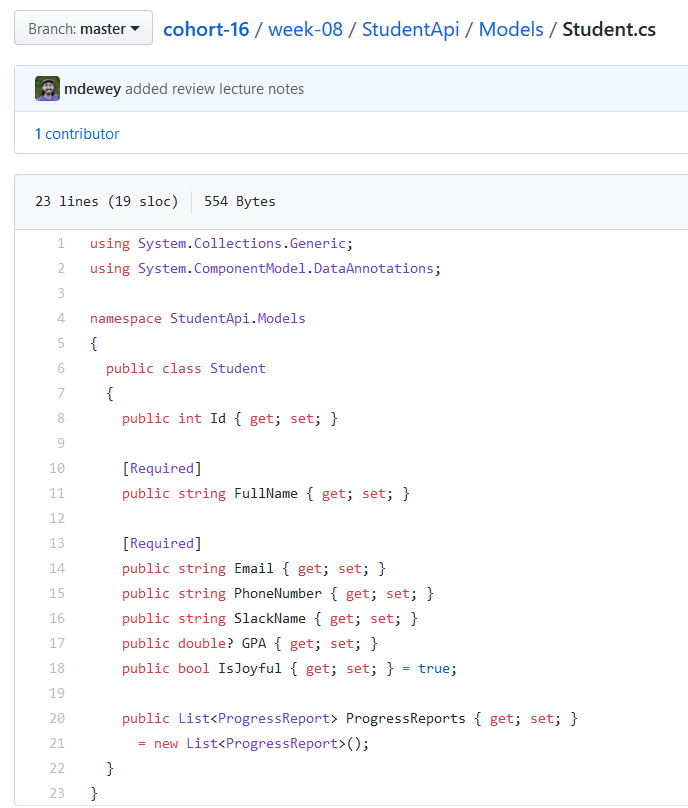 Branch: master
cohort-16 / week-08 / StudentApi / Models / Student.cs
mdewey added review lecture notes
1 contributor
23 lines (19 sloc) 554 Bytes
1 using System.Collections.Generic;
2 using System.ComponentModel.DataAnnotations;
3
4 namespace StudentApi.Models
5 {
6   public class Student
7   {
8     public int Id { get; set; }
9
10     [Required]
11     public string FullName { get; set; }
12
13     [Required]
14     public string Email { get; set; }
15     public string PhoneNumber { get; set; }
16     public string SlackName { get; set; }
17     public double? GPA { get; set; }
18     public bool IsJoyful { get; set; } = true;
19
20     public List<ProgressReport> ProgressReports { get; set; }
21       = new List<ProgressReport>();
22   }
23 }